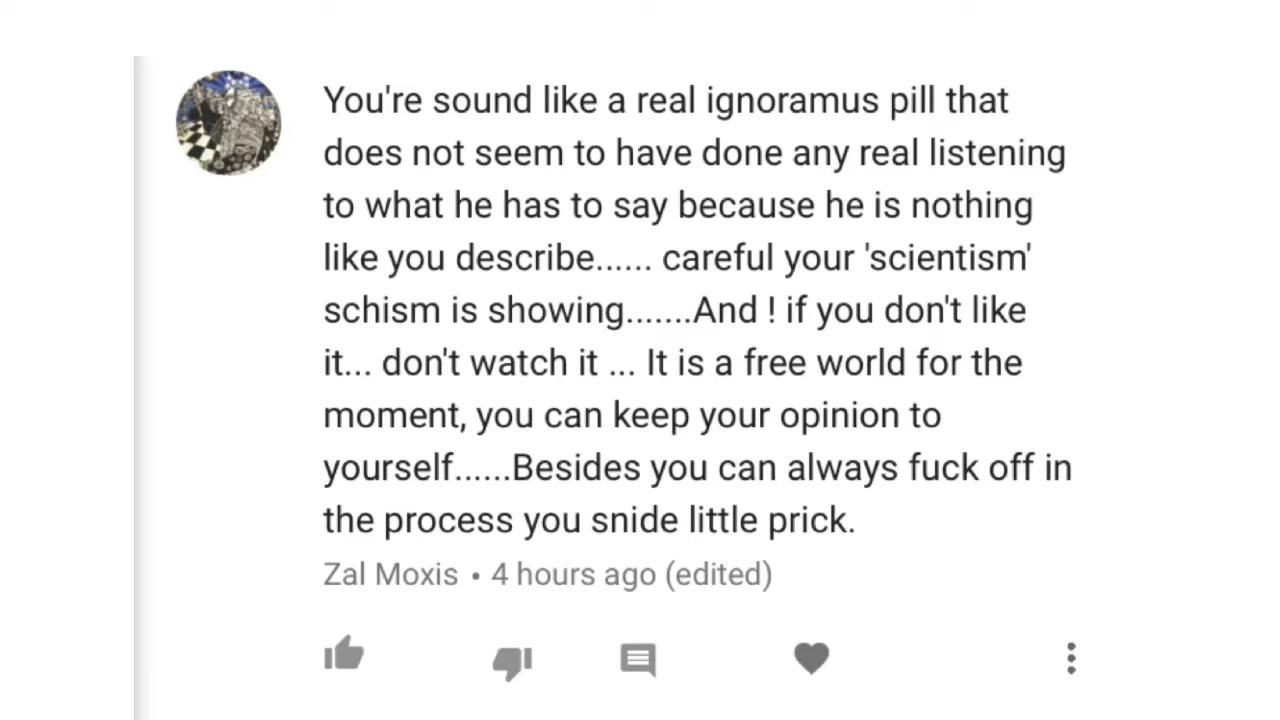 You're sound like a real ignoramus pill that
does not seem to have done any real listening
to what he has to say because he is nothing
like you describe...... careful your 'scientism'
schism is showing.......And ! if you don't like
it... don't watch it ... It is a free world for the
moment, you can keep your opinion to
yourself......Besides you can always fuck off in
the process you snide little prick.
Zal Moxis • 4 hours ago (edited)